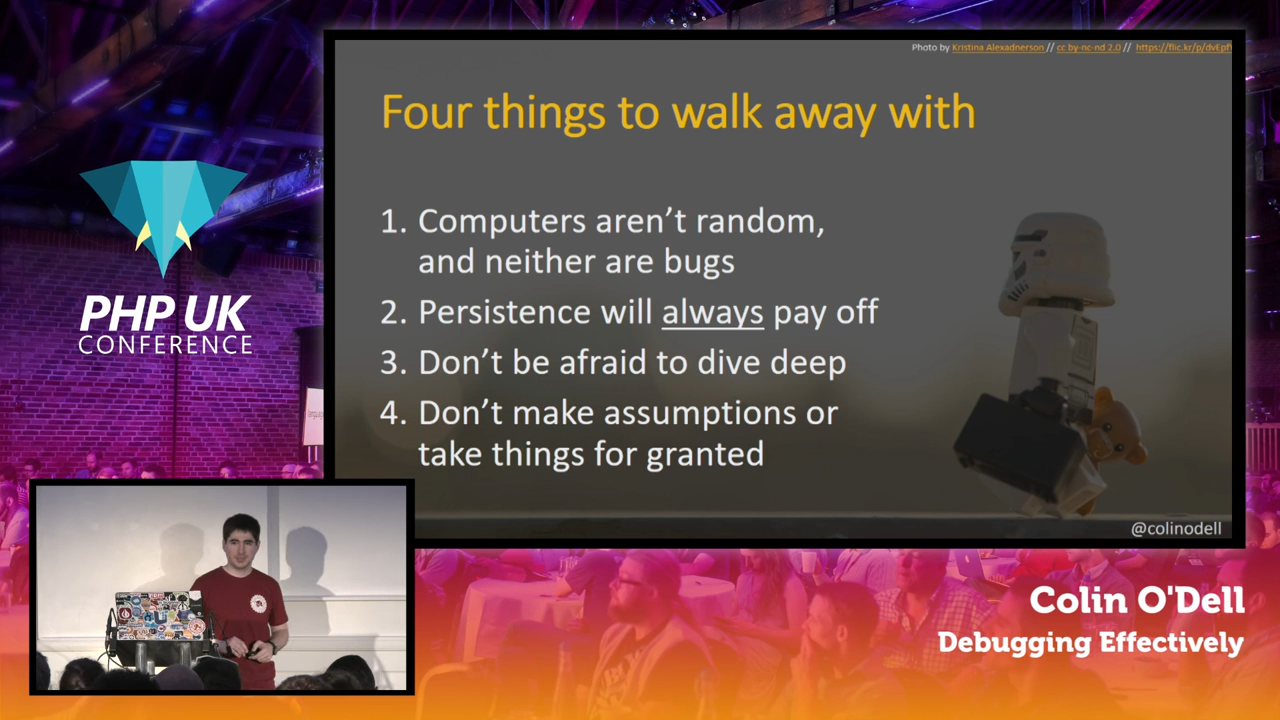 Photo by Kristina Alexadnerson // cc by-nc-nd 2.0 // https://flic.kr/p/dvEpf
Four things to walk away with
1. Computers aren't random,
and neither are bugs
2. Persistence will always pay off
3. Don't be afraid to dive deep
4. Don't make assumptions or
take things for granted
@colinodell
PHP UK
CONFERENCE
Colin O'Dell
Debugging Effectively